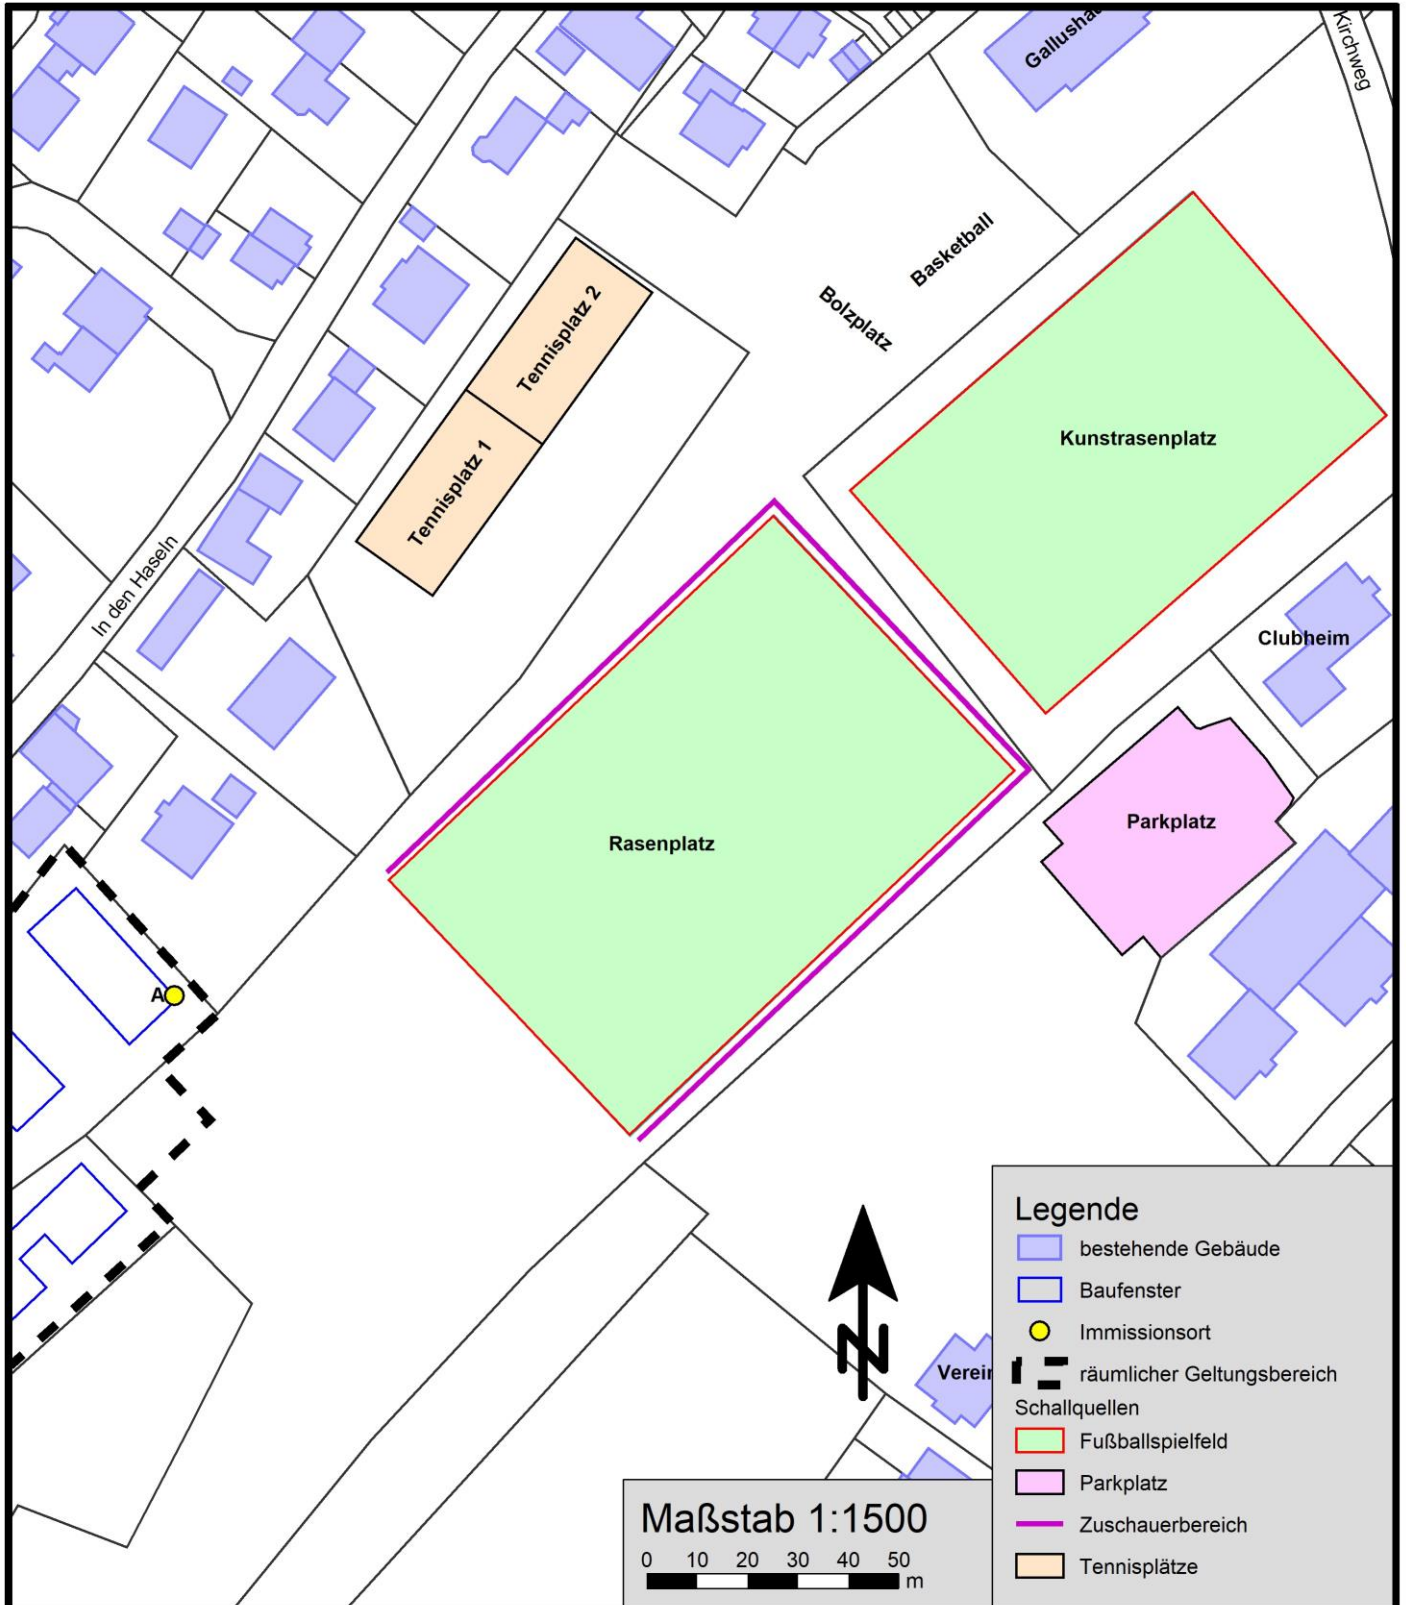 Kirchweg
Basketball
Bolzplatz
Tennisplatz 2
Kunstrasenplatz
Tennisplatz 1
In den Haseln
Clubheim
Parkplatz
Rasenplatz
A
N
Legende
bestehende Gebäude
Baufenster
Immissionsort
räumlicher Geltungsbereich
Schallquellen
Fußballspielfeld
Parkplatz
Zuschauerbereich
Tennisplätze
Maßstab 1:1500
0 10 20 30 40 50
m